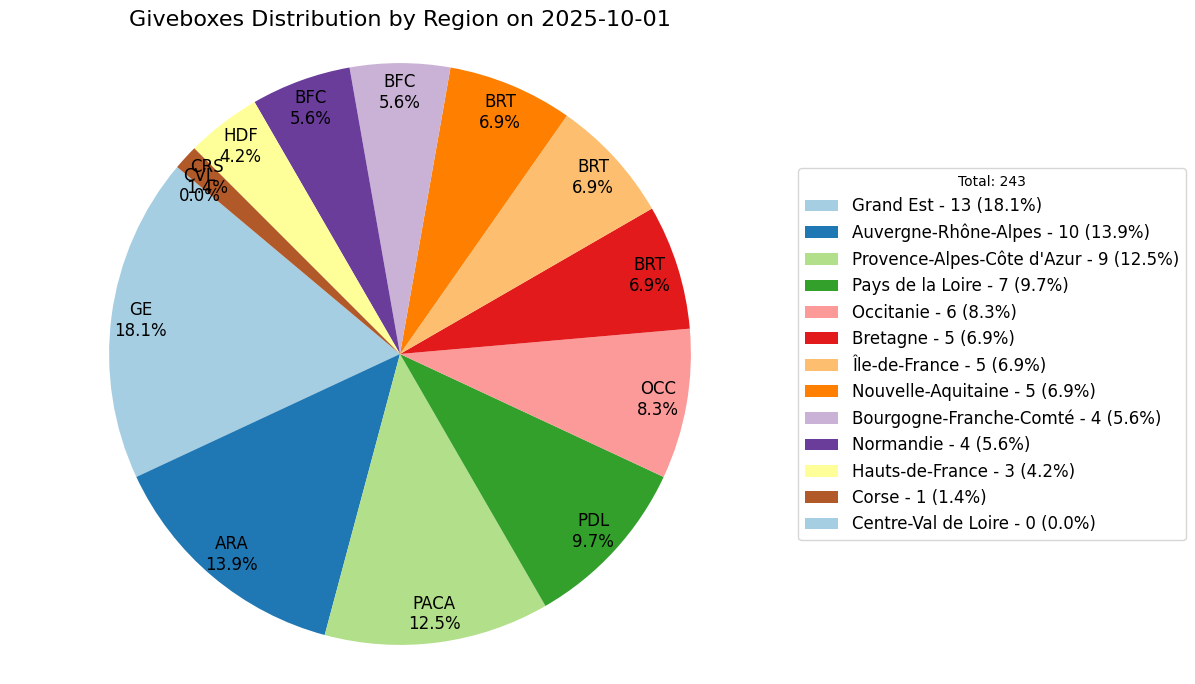 Giveboxes Distribution by Region on 2025-10-01
BFC
5.6%
BFC
5.6%
BRT
6.9%
HDF
4.2%
BRT
6.9%
CRS
1.4%
CVL
0.0%
BRT
6.9%
GE
18.1%
OCC
8.3%
PDL
9.7%
ARA
13.9%
PACA
12.5%
Total: 243
Grand Est - 13 (18.1%)
Auvergne-Rhône-Alpes - 10 (13.9%)
Provence-Alpes-Côte d'Azur - 9 (12.5%)
Pays de la Loire - 7 (9.7%)
Occitanie - 6 (8.3%)
Bretagne - 5 (6.9%)
Île-de-France - 5 (6.9%)
Nouvelle-Aquitaine - 5 (6.9%)
Bourgogne-Franche-Comté - 4 (5.6%)
Normandie - 4 (5.6%)
Hauts-de-France - 3 (4.2%)
Corse - 1 (1.4%)
Centre-Val de Loire - 0 (0.0%)